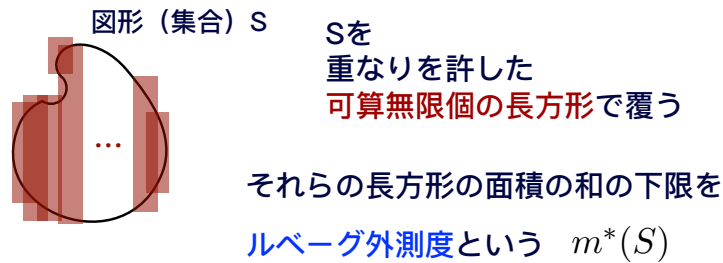 図形（集合）S
Sを
重なりを許した
可算無限個の長方形で覆う
…
それらの長方形の面積の和の下限を
ルベーグ外測度という m*(S)